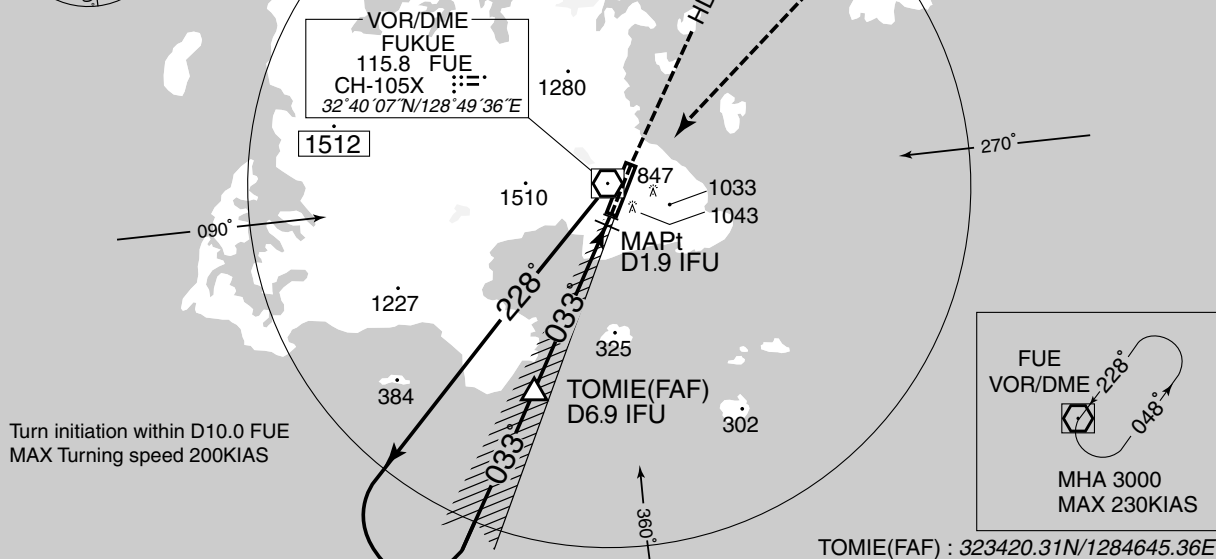 VOR/DME
FUKUE
115.8 FUE
CH-105X
32°40´07˝N/128°49´36˝E
1280
1512
HL
270°
847
1510
1033
1043
090°
MAPt
D1.9 IFU
228°
1227
033°
325
384
TOMIE(FAF)
D6.9 IFU
302
FUE
VOR/DME
228°
048°
Turn initiation within D10.0 FUE
MAX Turning speed 200KIAS
033°
360°
MHA 3000
MAX 230KIAS
TOMIE(FAF) : 323420.31N/1284645.36E